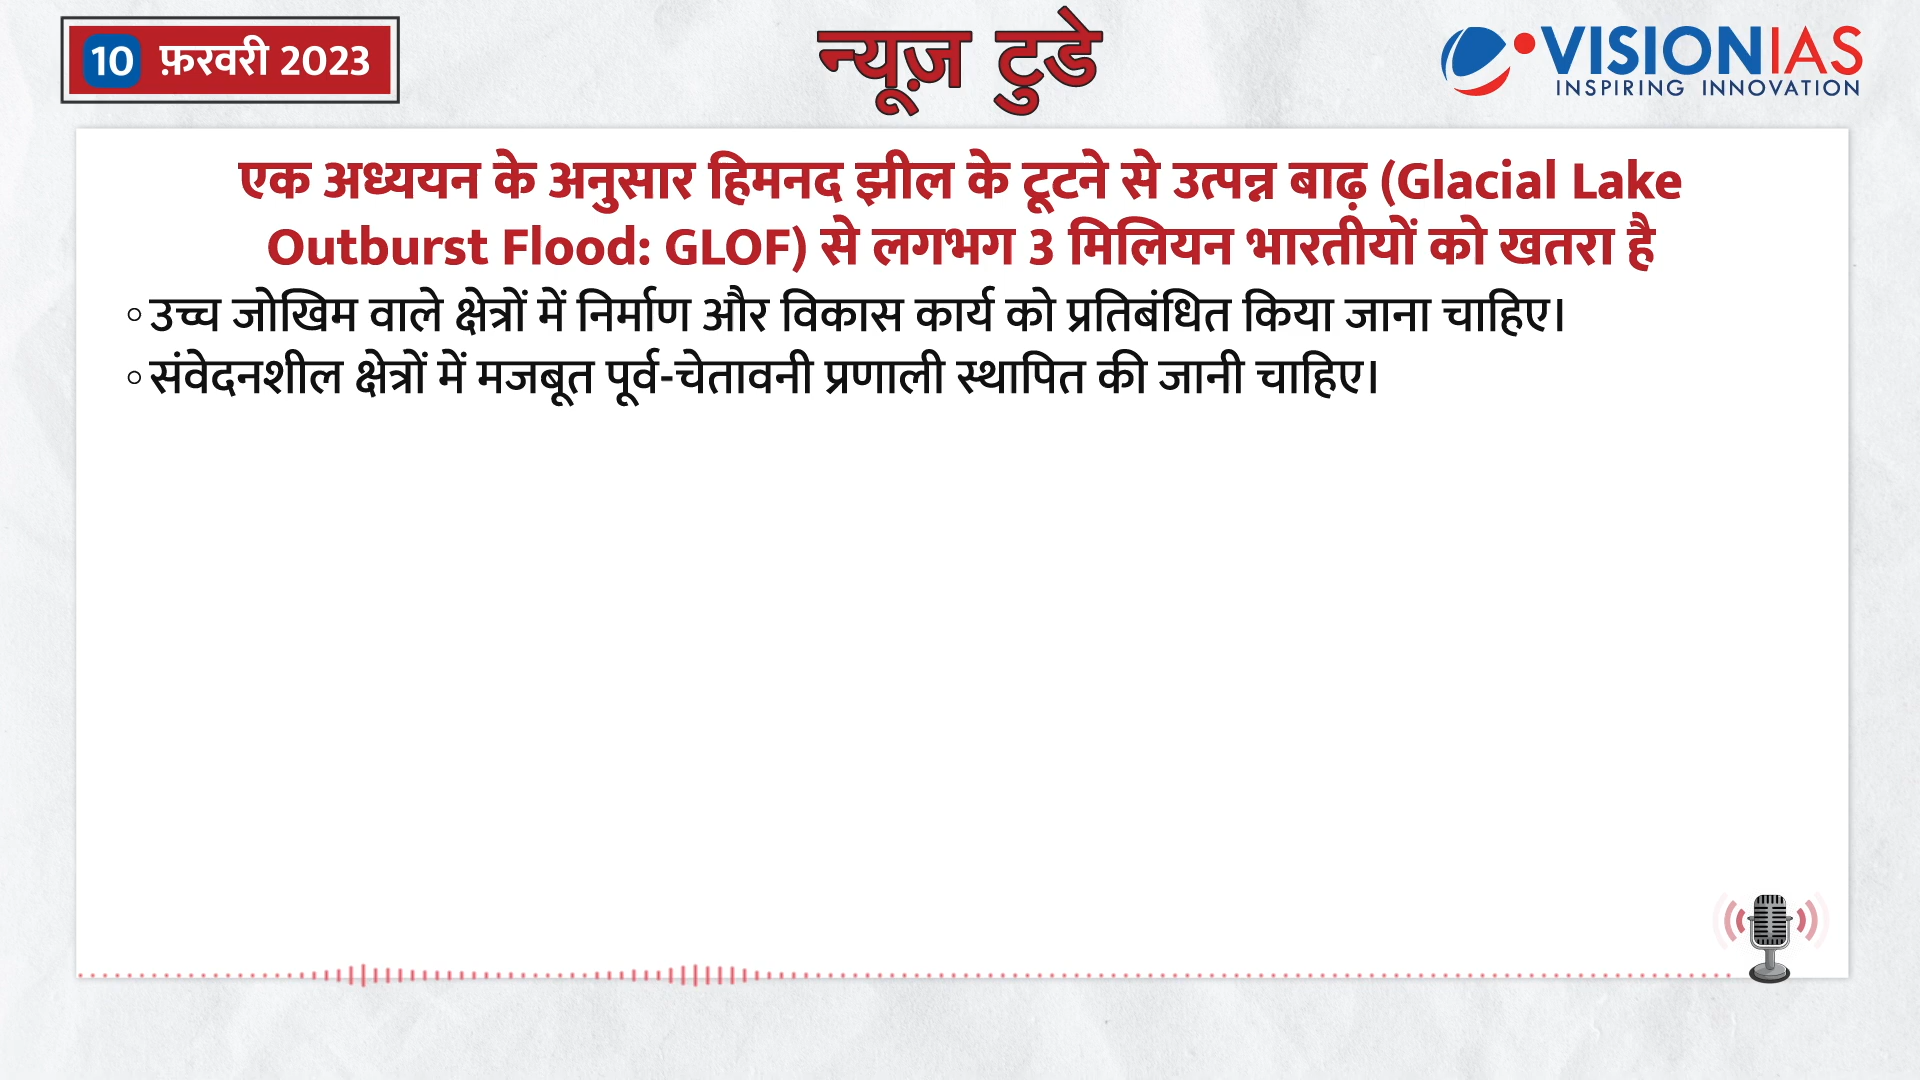 10 फ़रवरी 2023
न्यूज़ टुडे
VISIONIAS
INSPIRING INNOVATION
एक अध्ययन के अनुसार हिमनद झील के टूटने से उत्पन्न बाढ़ (Glacial Lake
Outburst Flood: GLOF) से लगभग 3 मिलियन भारतीयों को खतरा है
◦ उच्च जोखिम वाले क्षेत्रों में निर्माण और विकास कार्य को प्रतिबंधित किया जाना चाहिए।
◦ संवेदनशील क्षेत्रों में मजबूत पूर्व-चेतावनी प्रणाली स्थापित की जानी चाहिए।